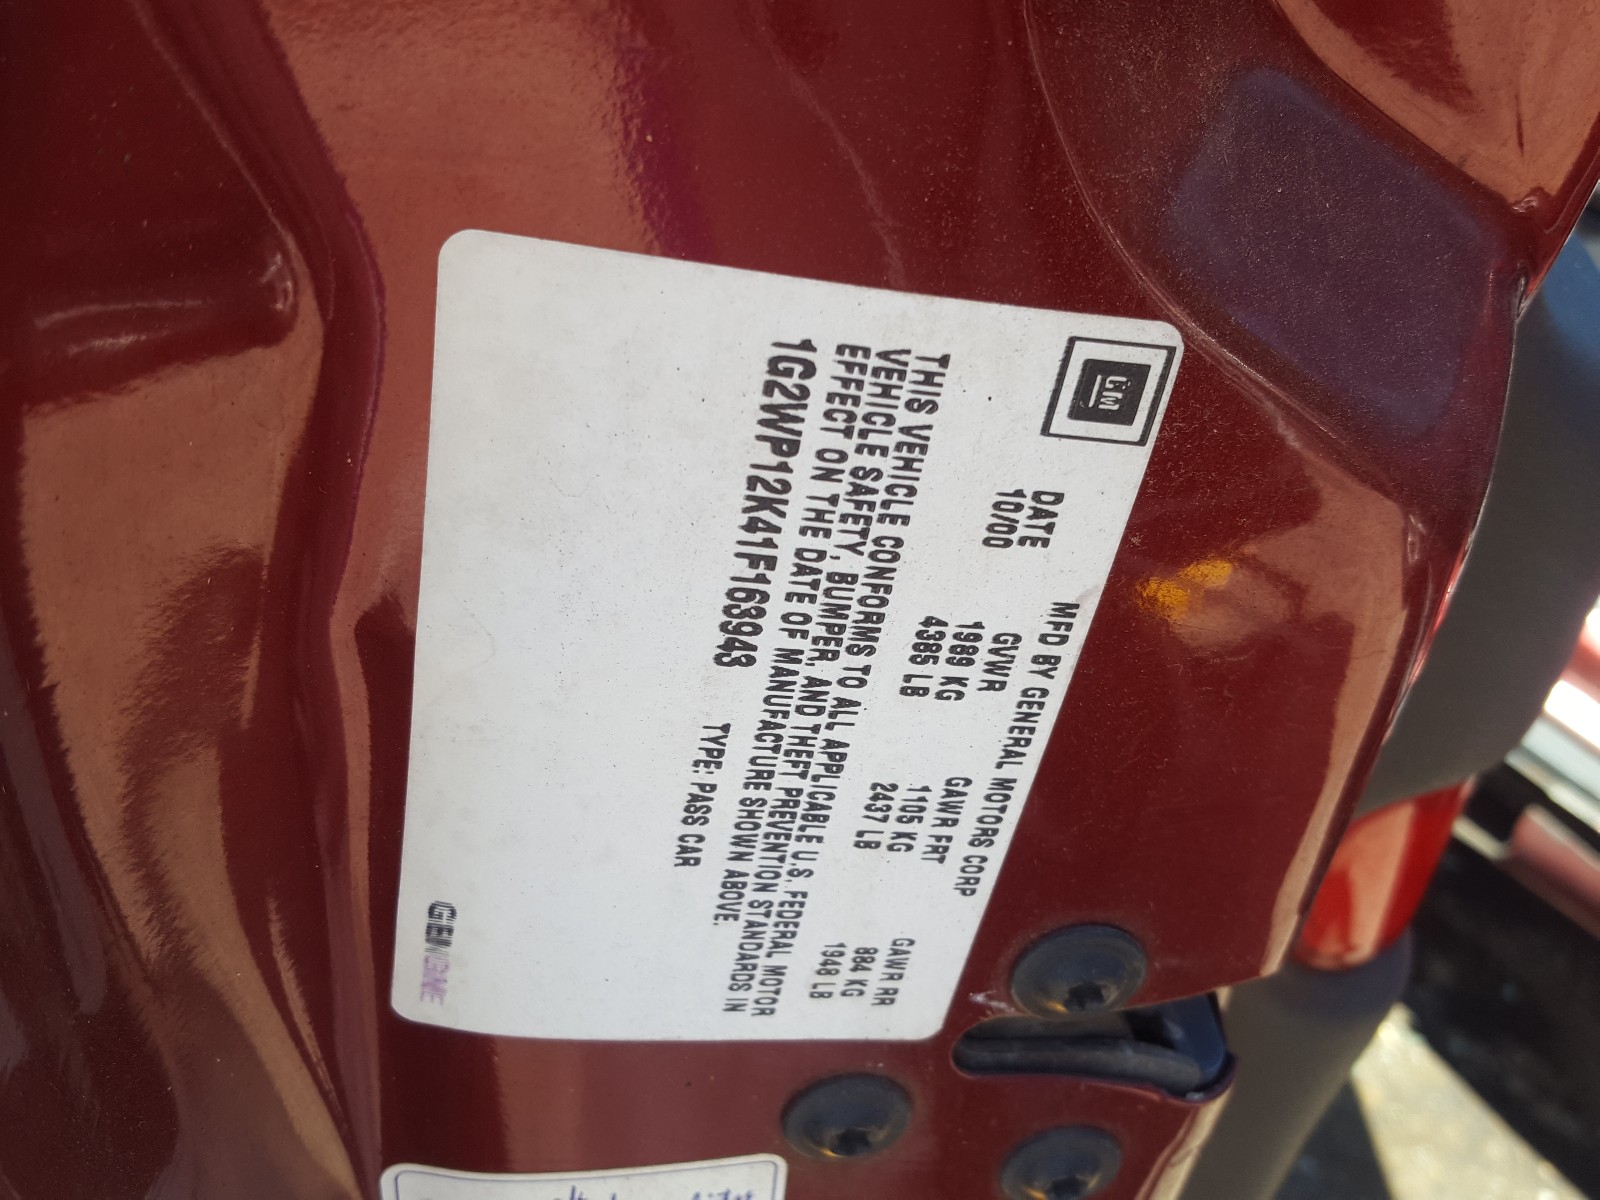 GM
MFD BY GENERAL MOTORS CORP
DATE GVWR GAWR FRT GAWR RR
10/00 1989 KG 1105 KG 884 KG
4385 LB 2437 LB 1948 LB
THIS VEHICLE CONFORMS TO ALL APPLICABLE U.S. FEDERAL MOTOR
VEHICLE SAFETY, BUMPER, AND THEFT PREVENTION STANDARDS IN
EFFECT ON THE DATE OF MANUFACTURE SHOWN ABOVE.
1G2WP12K41F163943 TYPE: PASS CAR